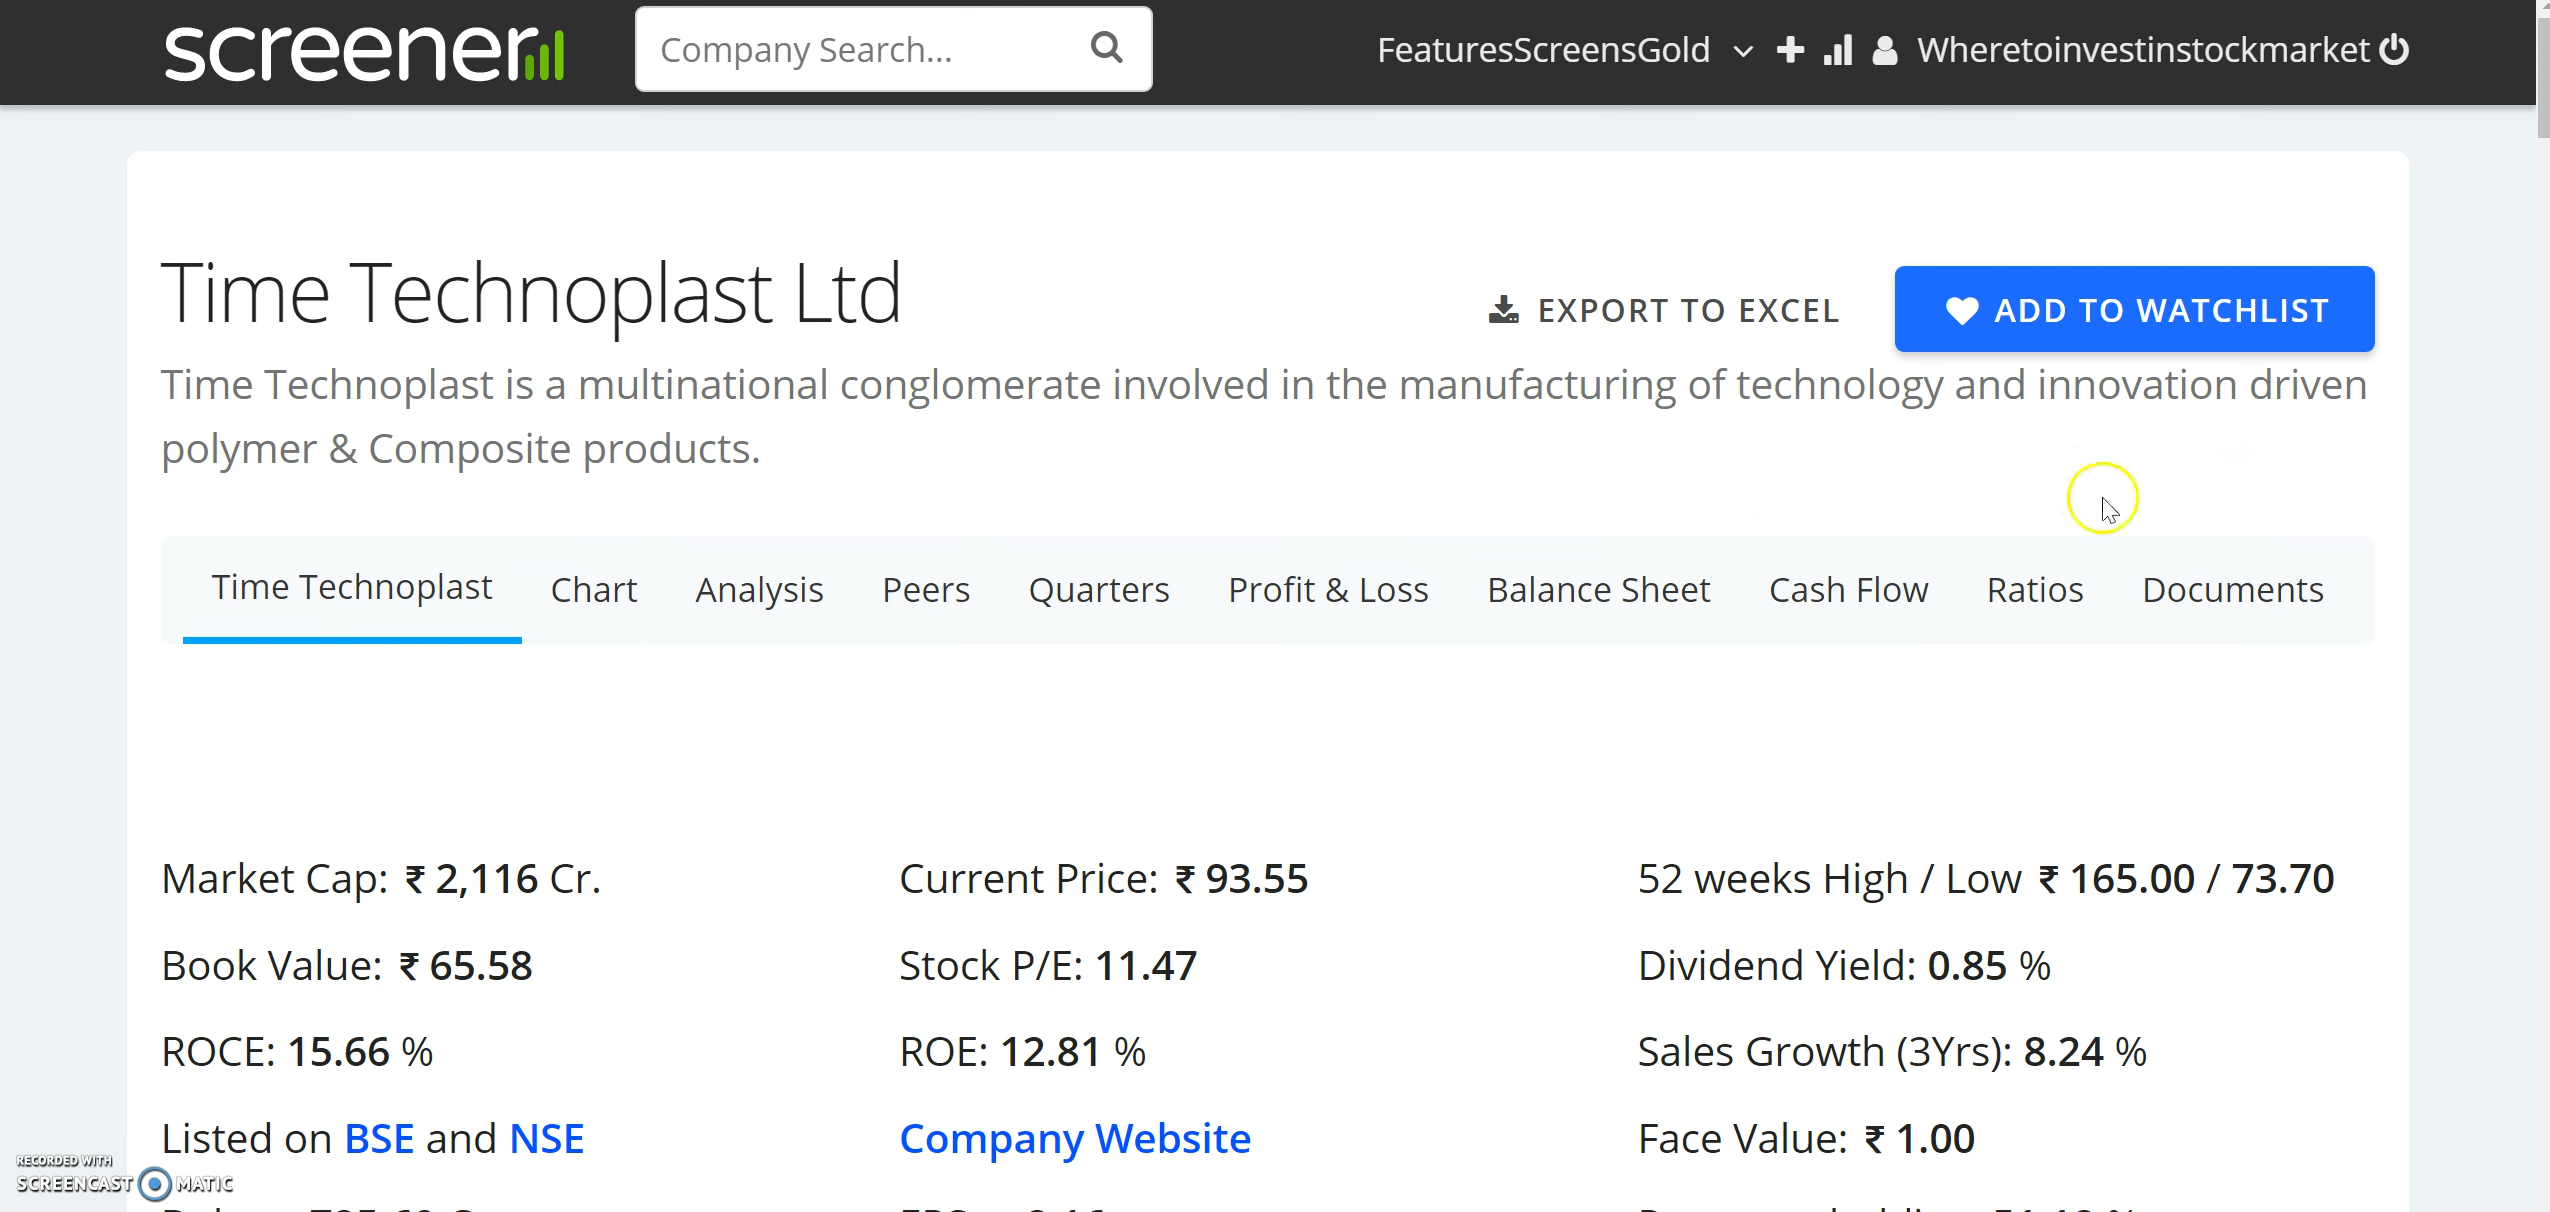 screener
Company Search...
FeaturesScreensGold
Wheretoinvestinstockmarket
Time Technoplast Ltd
EXPORT TO EXCEL
ADD TO WATCHLIST
Time Technoplast is a multinational conglomerate involved in the manufacturing of technology and innovation driven
polymer & Composite products.
Time Technoplast Chart Analysis Peers Quarters Profit & Loss Balance Sheet Cash Flow Ratios Documents
Market Cap: ₹ 2,116 Cr.
Current Price: ₹ 93.55
52 weeks High / Low ₹ 165.00 / 73.70
Book Value: ₹ 65.58
Stock P/E: 11.47
Dividend Yield: 0.85 %
ROCE: 15.66 %
ROE: 12.81 %
Sales Growth (3Yrs): 8.24 %
Listed on BSE and NSE
Company Website
Face Value: ₹ 1.00
RECORDED WITH
SCREENCAST MATIC